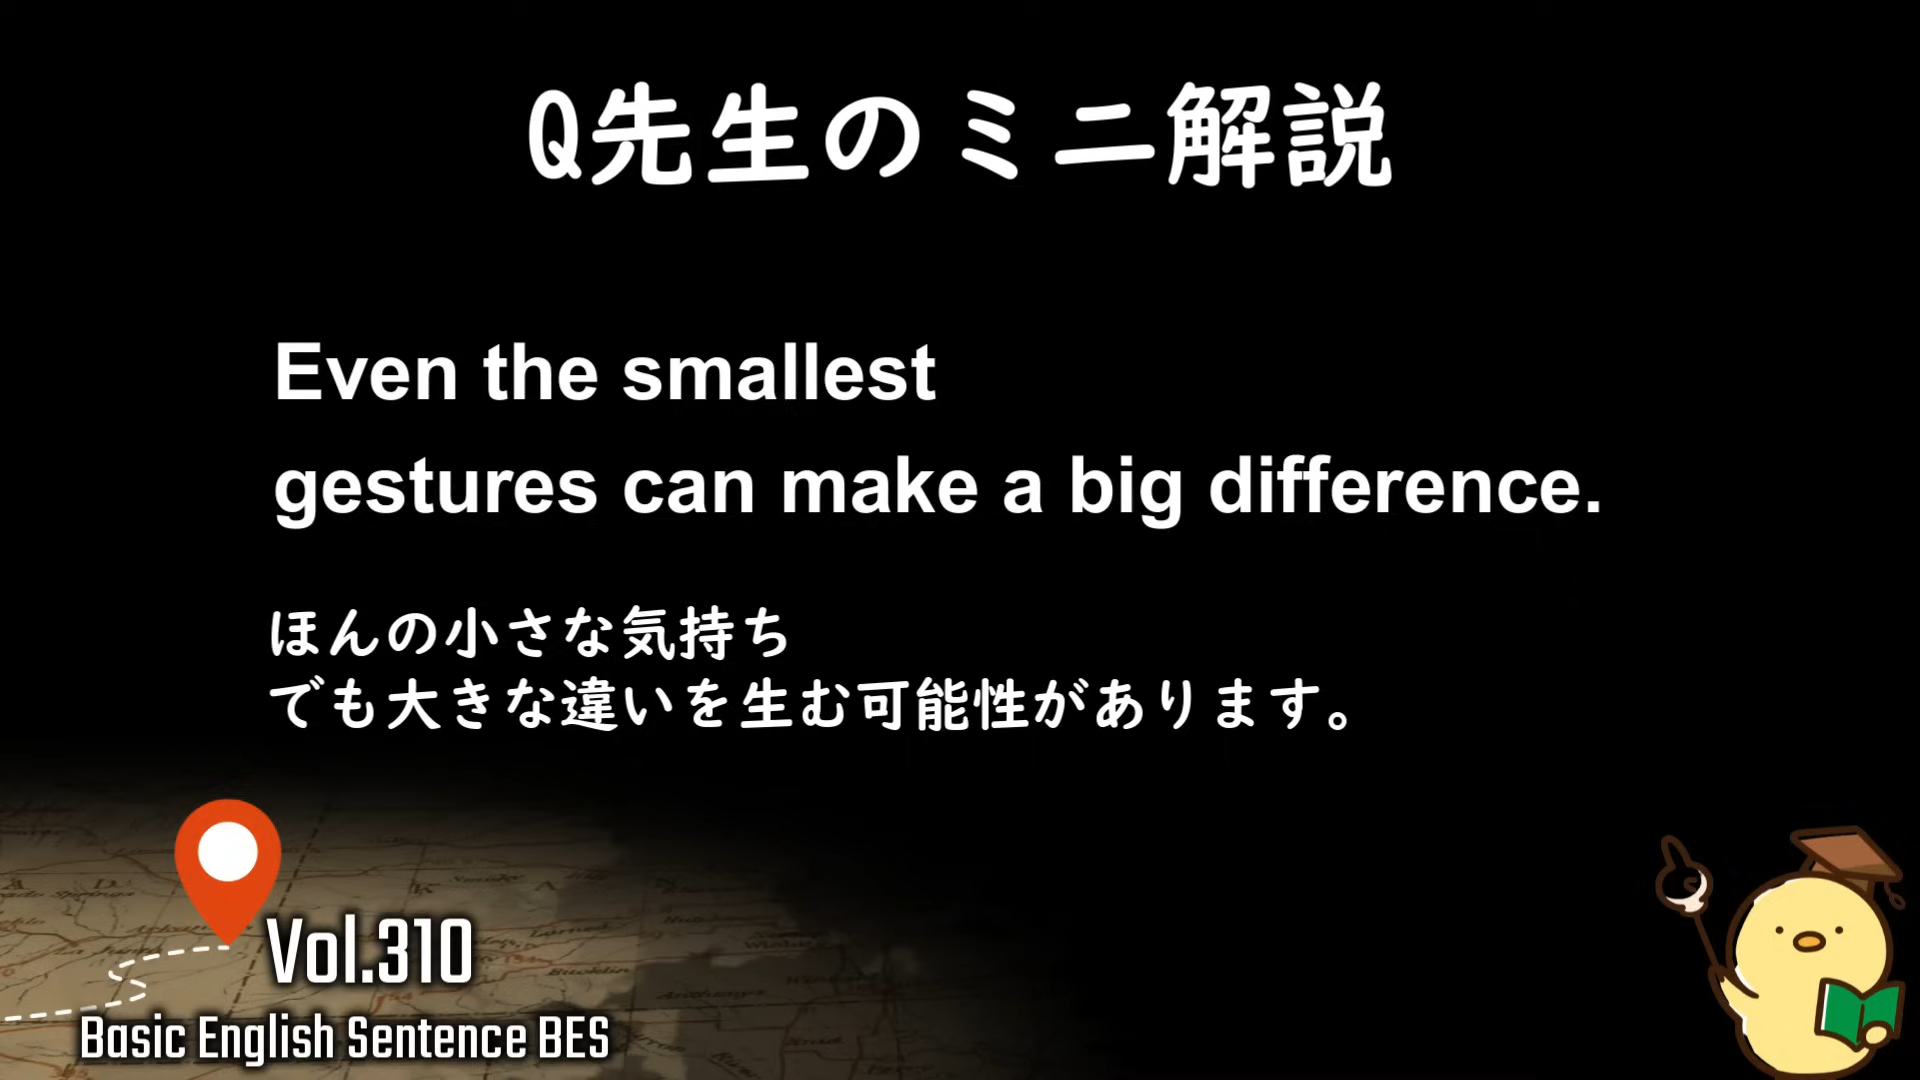 Q先生のミニ解説
Even the smallest
gestures can make a big difference.
ほんの小さな気持ち
でも大きな違いを生む可能性があります。
Vol.310
Basic English Sentence BES